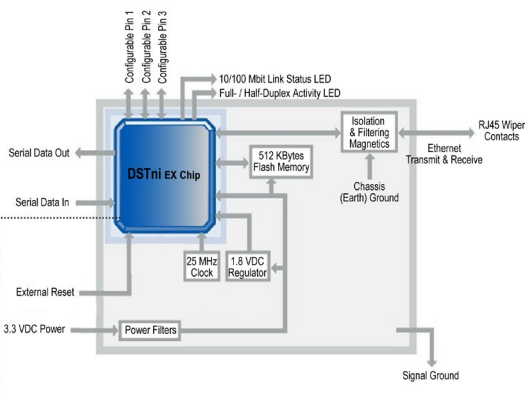 Configurable Pin 1
Configurable Pin 2
Configurable Pin 3
10/100 Mbit Link Status LED
Full- / Half-Duplex Activity LED
Isolation
& Filtering
Magnetics
RJ45 Wiper
Contacts
Ethernet
Transmit & Receive
Serial Data Out
DSTni EX Chip
512 KBytes
Flash Memory
Chassis
(Earth) Ground
Serial Data In
25 MHz
Clock
1.8 VDC
Regulator
External Reset
3.3 VDC Power
Power Filters
Signal Ground